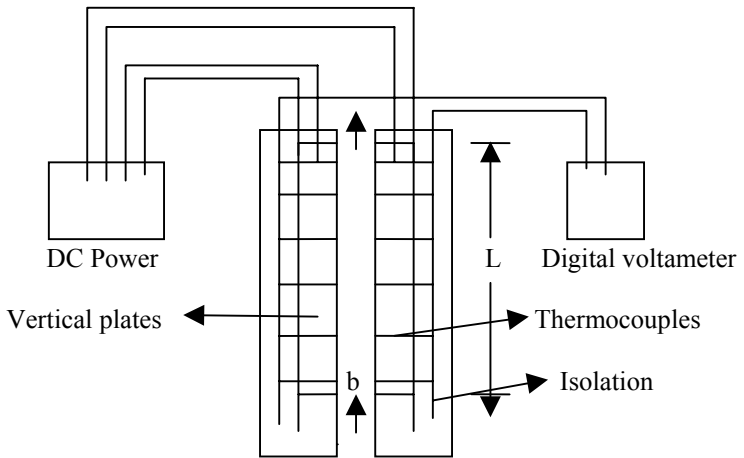 DC Power
L
Digital voltameter
Vertical plates
Thermocouples
b
Isolation